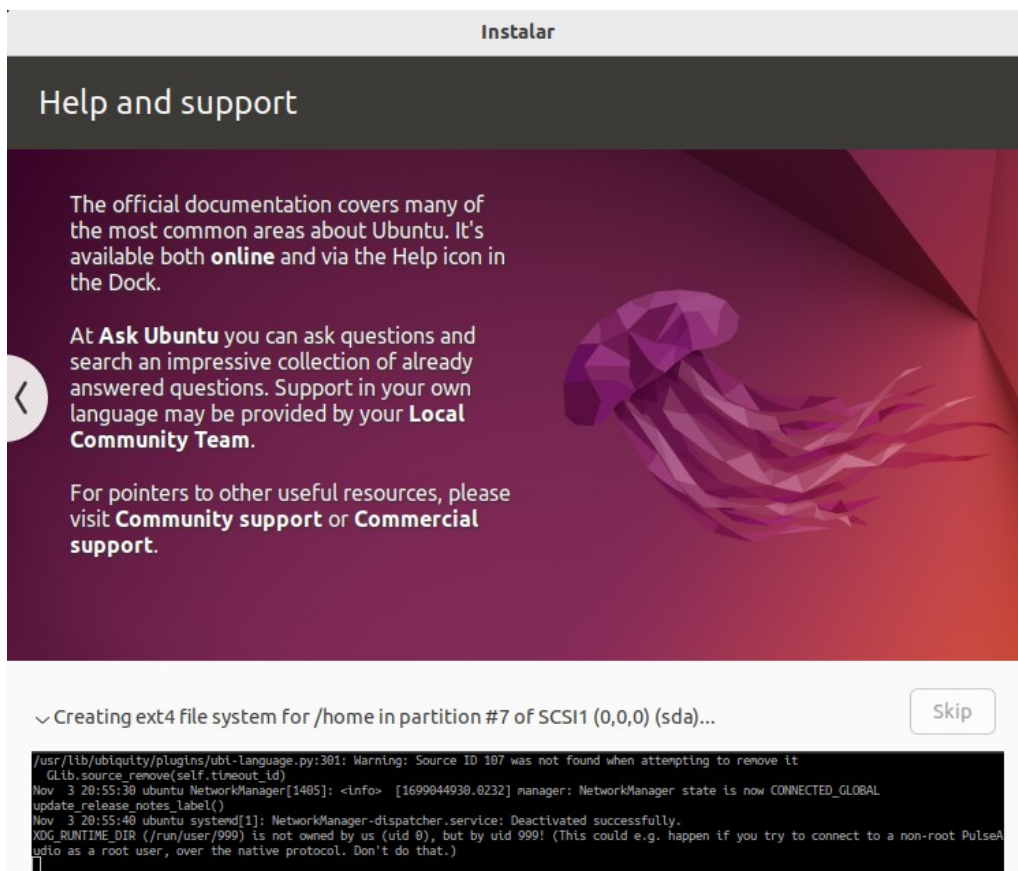 Instalar
Help and support
The official documentation covers many of
the most common areas about Ubuntu. It's
available both online and via the Help icon in
the Dock.
At Ask Ubuntu you can ask questions and
search an impressive collection of already
answered questions. Support in your own
language may be provided by your Local
Community Team.
For pointers to other useful resources, please
visit Community support or Commercial
support.
Creating ext4 file system for /home in partition #7 of SCSI1 (0,0,0) (sda)...
Skip
/usr/lib/ubiquity/plugins/ubi-language.py:301: Warning: Source ID 107 was not found when attempting to remove it
GLib.source_remove(self.timeout_id)
Nov  3 20:55:30 ubuntu NetworkManager[1405]: <info>  [1699044930.0232] manager: NetworkManager state is now CONNECTED_GLOBAL
update_release_notes_label()
Nov  3 20:55:40 ubuntu systemd[1]: NetworkManager-dispatcher.service: Deactivated successfully.
XDG_RUNTIME_DIR (/run/user/999) is not owned by us (uid 0), but by uid 999! (This could e.g. happen if you try to connect to a non-root PulseA
udio as a root user, over the native protocol. Don't do that.)